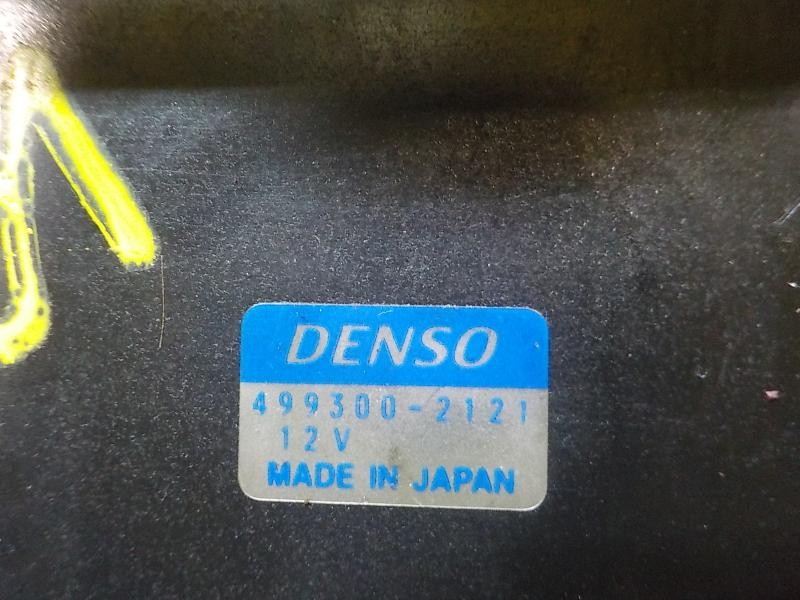 DENSO
499300-2121
12V
MADE IN JAPAN